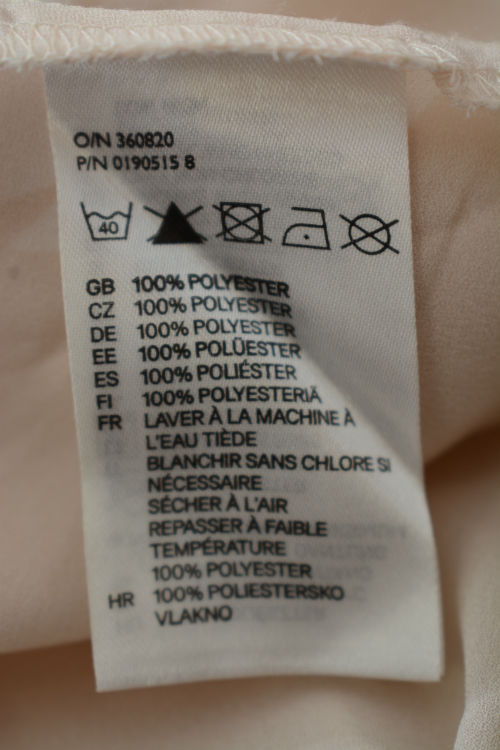 O/N 360820
P/N 0190515 8
40
GB 100% POLYESTER
CZ 100% POLYESTER
DE 100% POLYESTER
EE 100% POLÜESTER
ES 100% POLIÉSTER
FI 100% POLYESTERIÄ
FR LAVER À LA MACHINE À
L'EAU TIÈDE
BLANCHIR SANS CHLORE SI
NÉCESSAIRE
SÉCHER À L'AIR
REPASSER À FAIBLE
TEMPÉRATURE
100% POLYESTER
HR 100% POLIESTERSKO
VLAKNO